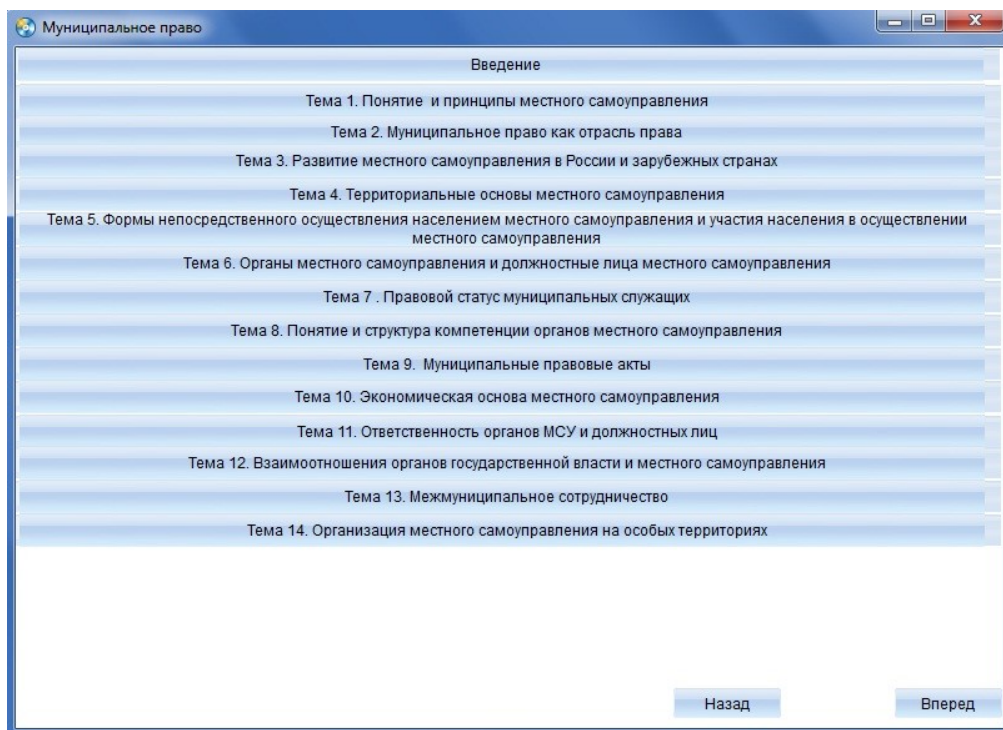 Муниципальное право
Введение
Тема 1. Понятие  и принципы местного самоуправления
Тема 2. Муниципальное право как отрасль права
Тема 3. Развитие местного самоуправления в России и зарубежных странах
Тема 4. Территориальные основы местного самоуправления
Тема 5. Формы непосредственного осуществления населением местного самоуправления и участия населения в осуществлении
местного самоуправления
Тема 6. Органы местного самоуправления и должностные лица местного самоуправления
Тема 7 . Правовой статус муниципальных служащих
Тема 8. Понятие и структура компетенции органов местного самоуправления
Тема 9.  Муниципальные правовые акты
Тема 10. Экономическая основа местного самоуправления
Тема 11. Ответственность органов МСУ и должностных лиц
Тема 12. Взаимоотношения органов государственной власти и местного самоуправления
Тема 13. Межмуниципальное сотрудничество
Тема 14. Организация местного самоуправления на особых территориях
Назад
Вперед